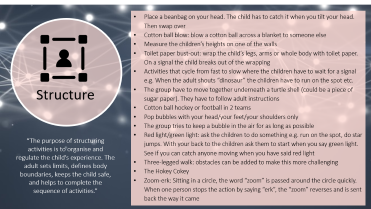 Structure
"The purpose of structuring
activities is to organise and
regulate the child's experience. The
adult sets limits, defines body
boundaries, keeps the child safe,
and helps to complete the
sequence of activities."
• Place a beanbag on your head. The child has to catch it when you tilt your head.
Then swap over
• Cotton ball blow: blow a cotton ball across a blanket to someone else
• Measure the children's heights on one of the walls
• Toilet paper bust-out: wrap the child's legs, arms or whole body with toilet paper.
On a signal the child breaks out of the wrapping
• Activities that cycle from fast to slow where the children have to wait for a signal
e.g. When the adult shouts "dinosaur" the children have to run on the spot etc.
• The group have to move together underneath a turtle shell (could be a piece of
sugar paper). They have to follow adult instructions
• Cotton ball hockey or football in 2 teams
• Pop bubbles with your head/your feet/your shoulders only
• The group tries to keep a bubble in the air for as long as possible
• Red light/green light: ask the children to do something e.g. run on the spot, do star
jumps. With your back to the children ask them to start when you say green light.
See if you can catch anyone moving when you have said red light
• Three-legged walk: obstacles can be added to make this more challenging
• The Hokey Cokey
• Zoom-erk: Sitting in a circle, the word "zoom" is passed around the circle quickly.
When one person stops the action by saying "erk", the "zoom" reverses and is sent
back the way it came